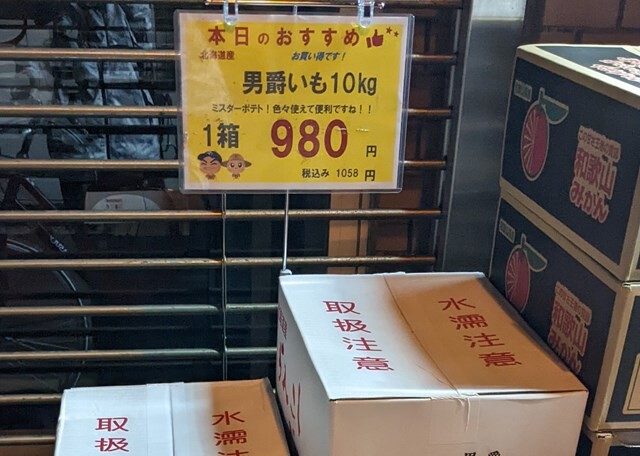 本日のおすすめ
北海道産
お買い得です!
男爵いも10kg
ミスターポテト!色々使えて便利ですね!!
1箱 980 円
税込み 1058 円
和歌山
みかん
和歌山
みかん
水濡注意
取扱注意
水濡注
取扱